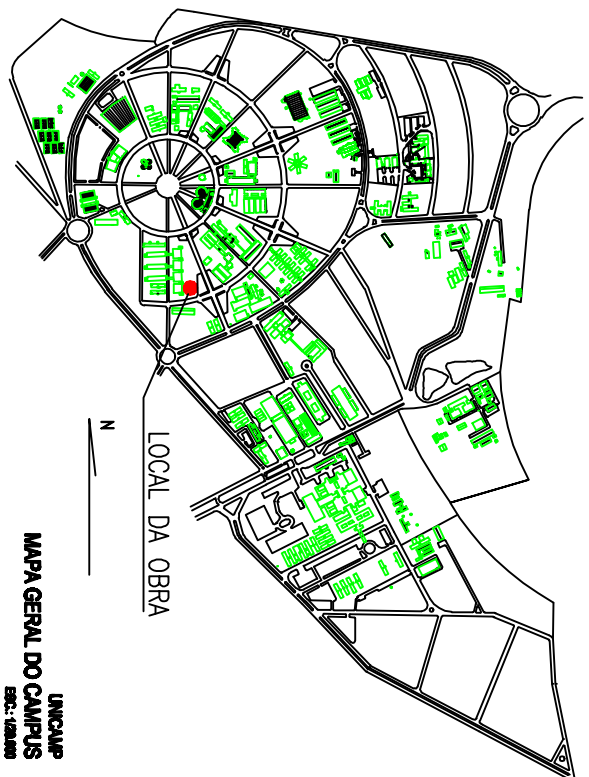 LOCAL DA OBRA
N
UNICAMP
MAPA GERAL DO CAMPUS
ESC.: 1/20.000